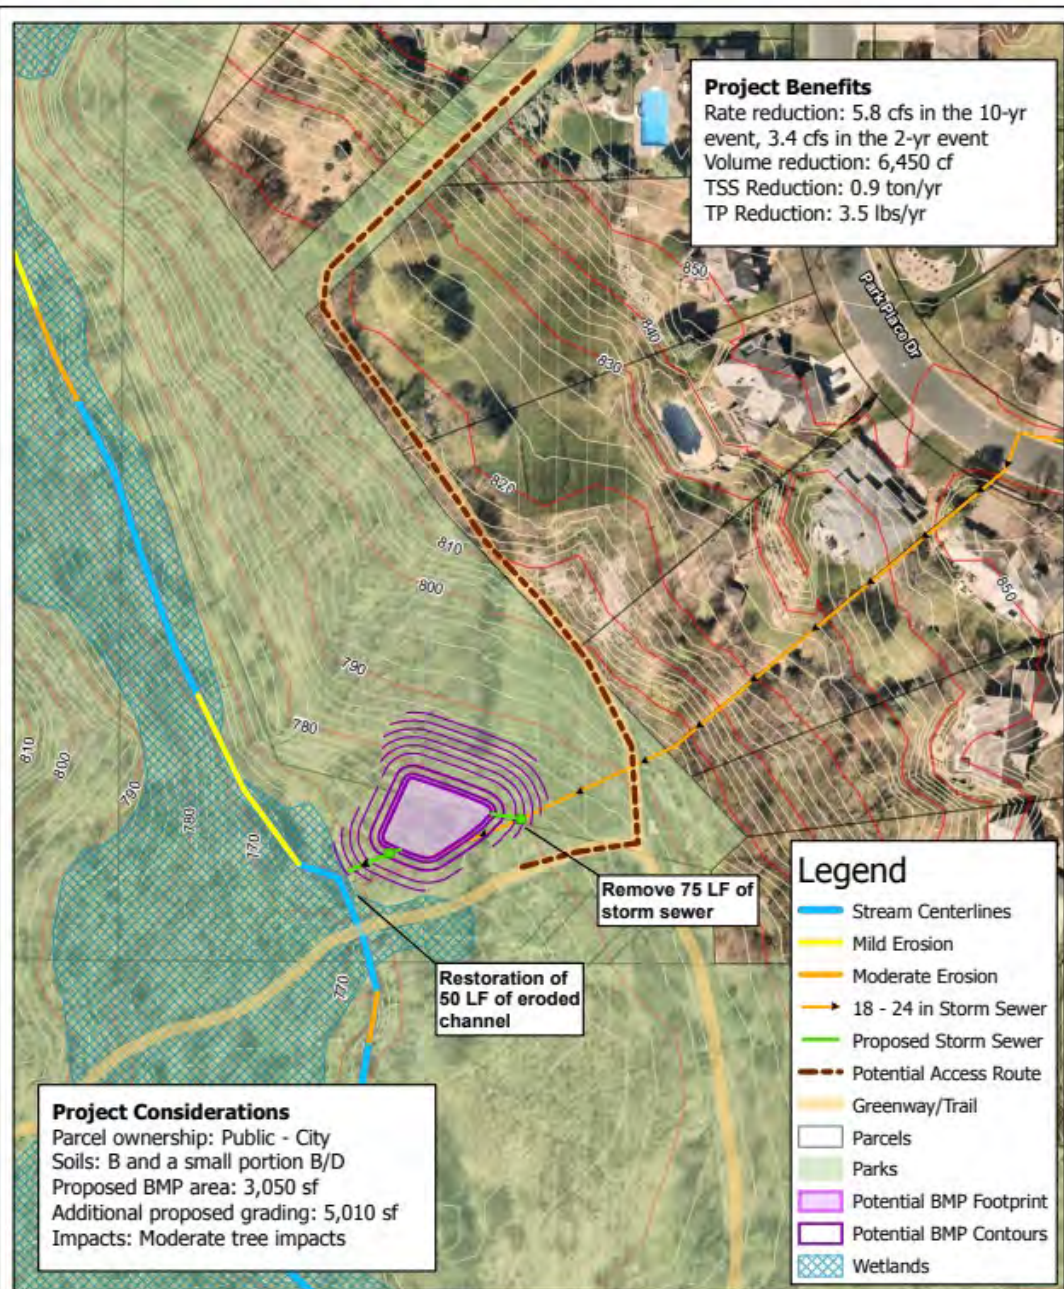 Project Benefits
Rate reduction: 5.8 cfs in the 10-yr
event, 3.4 cfs in the 2-yr event
Volume reduction: 6,450 cf
TSS Reduction: 0.9 ton/yr
TP Reduction: 3.5 lbs/yr
850
Park Place Dr
840
830
820
810
800
850
790
780
810
800
790
780
770
Remove 75 LF of
storm sewer
Restoration of
50 LF of eroded
channel
770
Legend
Stream Centerlines
Mild Erosion
Moderate Erosion
18 - 24 in Storm Sewer
Proposed Storm Sewer
Potential Access Route
Greenway/Trail
Parcels
Parks
Potential BMP Footprint
Potential BMP Contours
Wetlands
Project Considerations
Parcel ownership: Public - City
Soils: B and a small portion B/D
Proposed BMP area: 3,050 sf
Additional proposed grading: 5,010 sf
Impacts: Moderate tree impacts